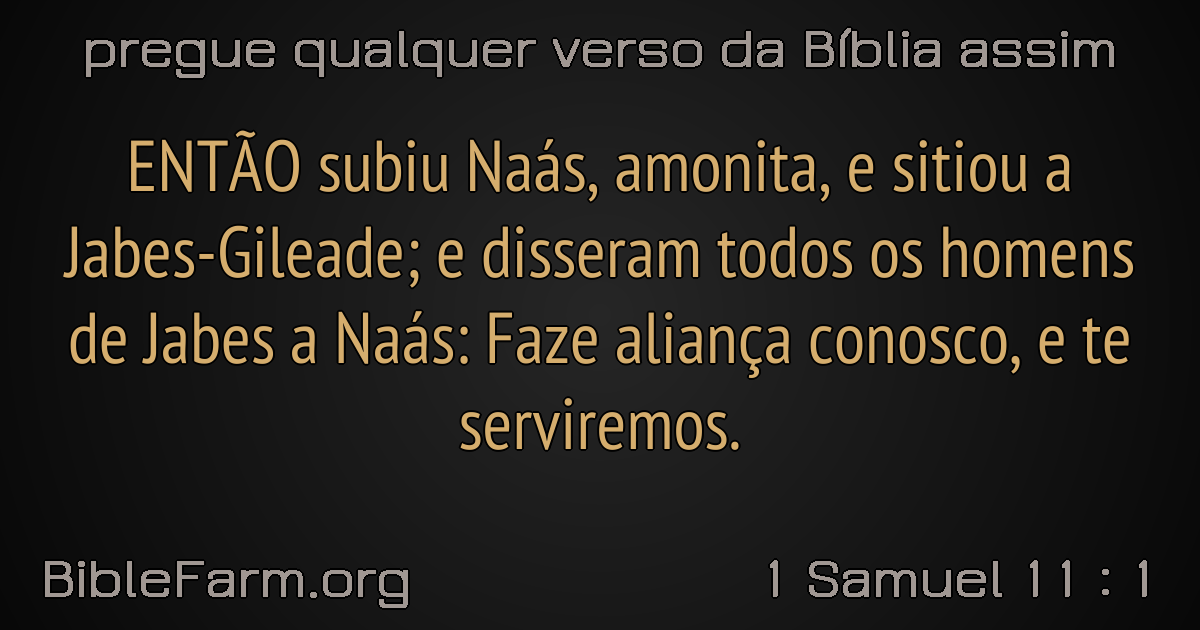 pregue qualquer verso da Bíblia assim
ENTÃO subiu Naás, amonita, e sitiou a
Jabes-Gileade; e disseram todos os homens
de Jabes a Naás: Faze aliança conosco, e te
serviremos.
BibleFarm.org
1 Samuel 11 : 1